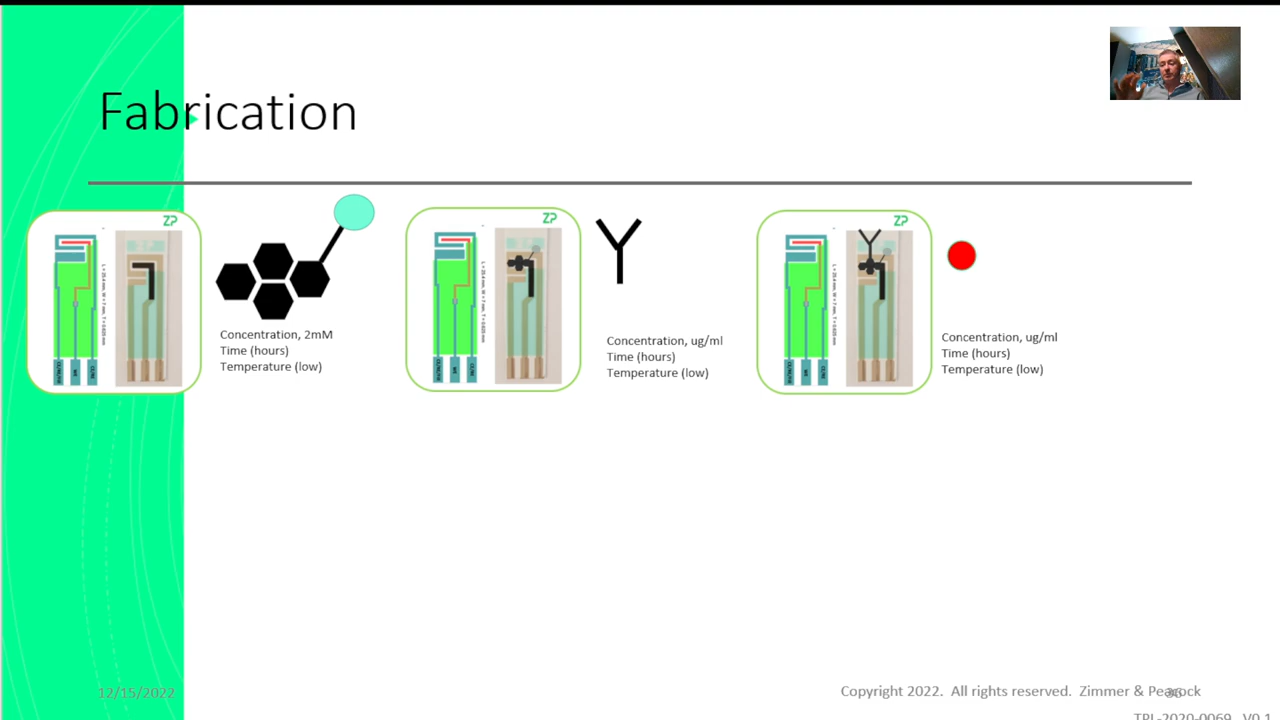 Fabrication
ZP
Concentration, 2mM
Time (hours)
Temperature (low)
ZP
Concentration, ug/ml
Time (hours)
Temperature (low)
ZP
Concentration, ug/ml
Time (hours)
Temperature (low)
12/15/2022
Copyright 2022. All rights reserved. Zimmer & Peacock
36